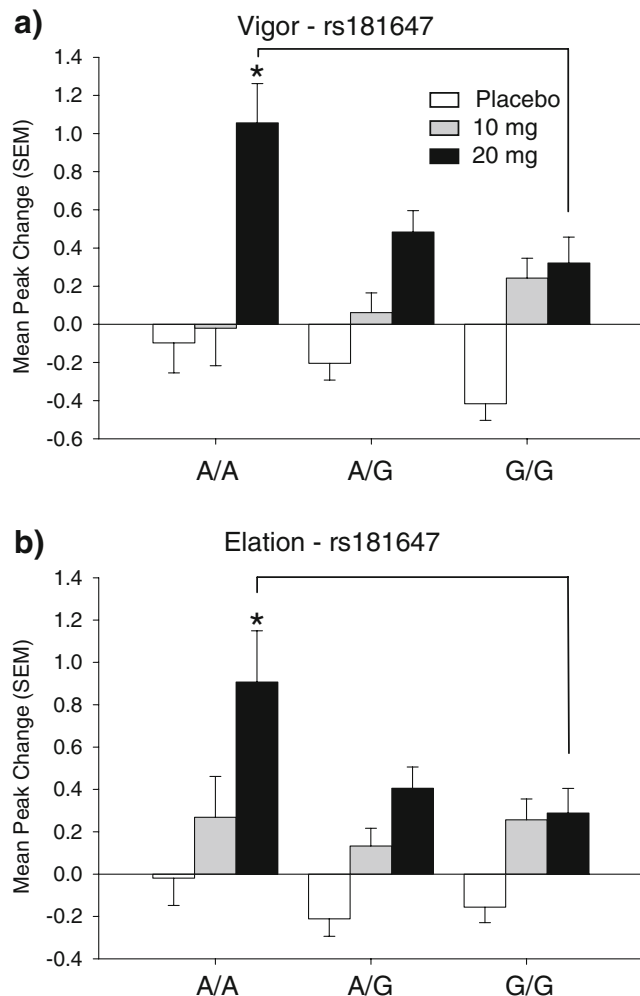 a)
Vigor - rs181647
Mean Peak Change (SEM)
1.4
1.2
1.0
0.8
0.6
0.4
0.2
0.0
-0.2
-0.4
-0.6
*
Placebo
10 mg
20 mg
A/A
A/G
G/G
b)
Elation - rs181647
Mean Peak Change (SEM)
1.4
1.2
1.0
0.8
0.6
0.4
0.2
0.0
-0.2
-0.4
*
A/A
A/G
G/G